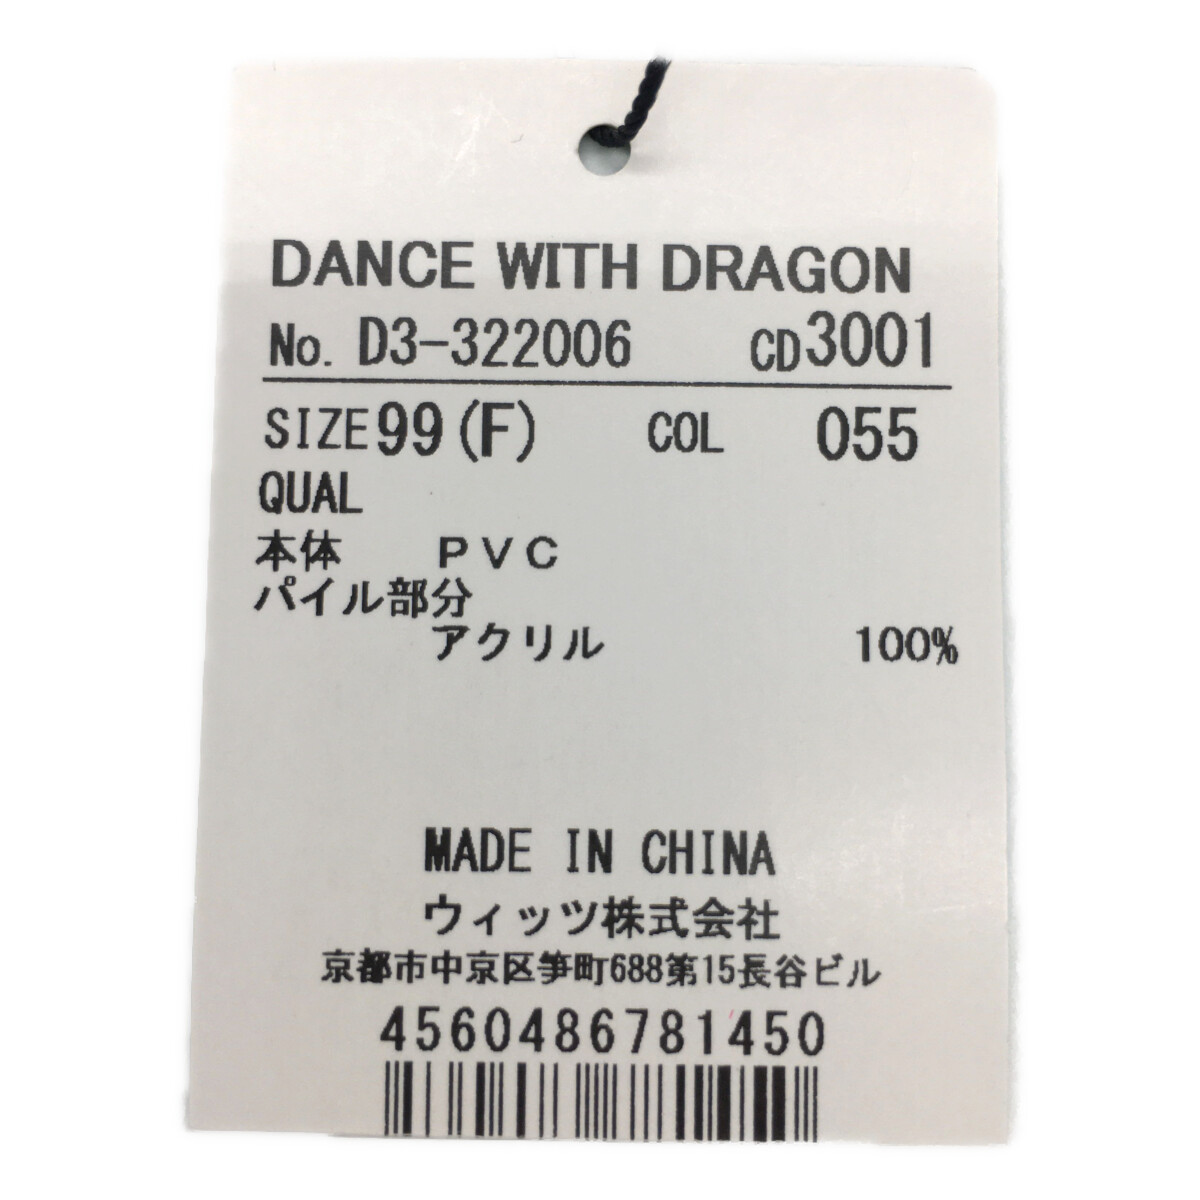 DANCE WITH DRAGON
No. D3-322006 CD3001
SIZE99(F) COL 055
QUAL
本体 ＰＶＣ
パイル部分
アクリル 100%
MADE IN CHINA
ウィッツ株式会社
京都市中京区笋町688第15長谷ビル
4560486781450